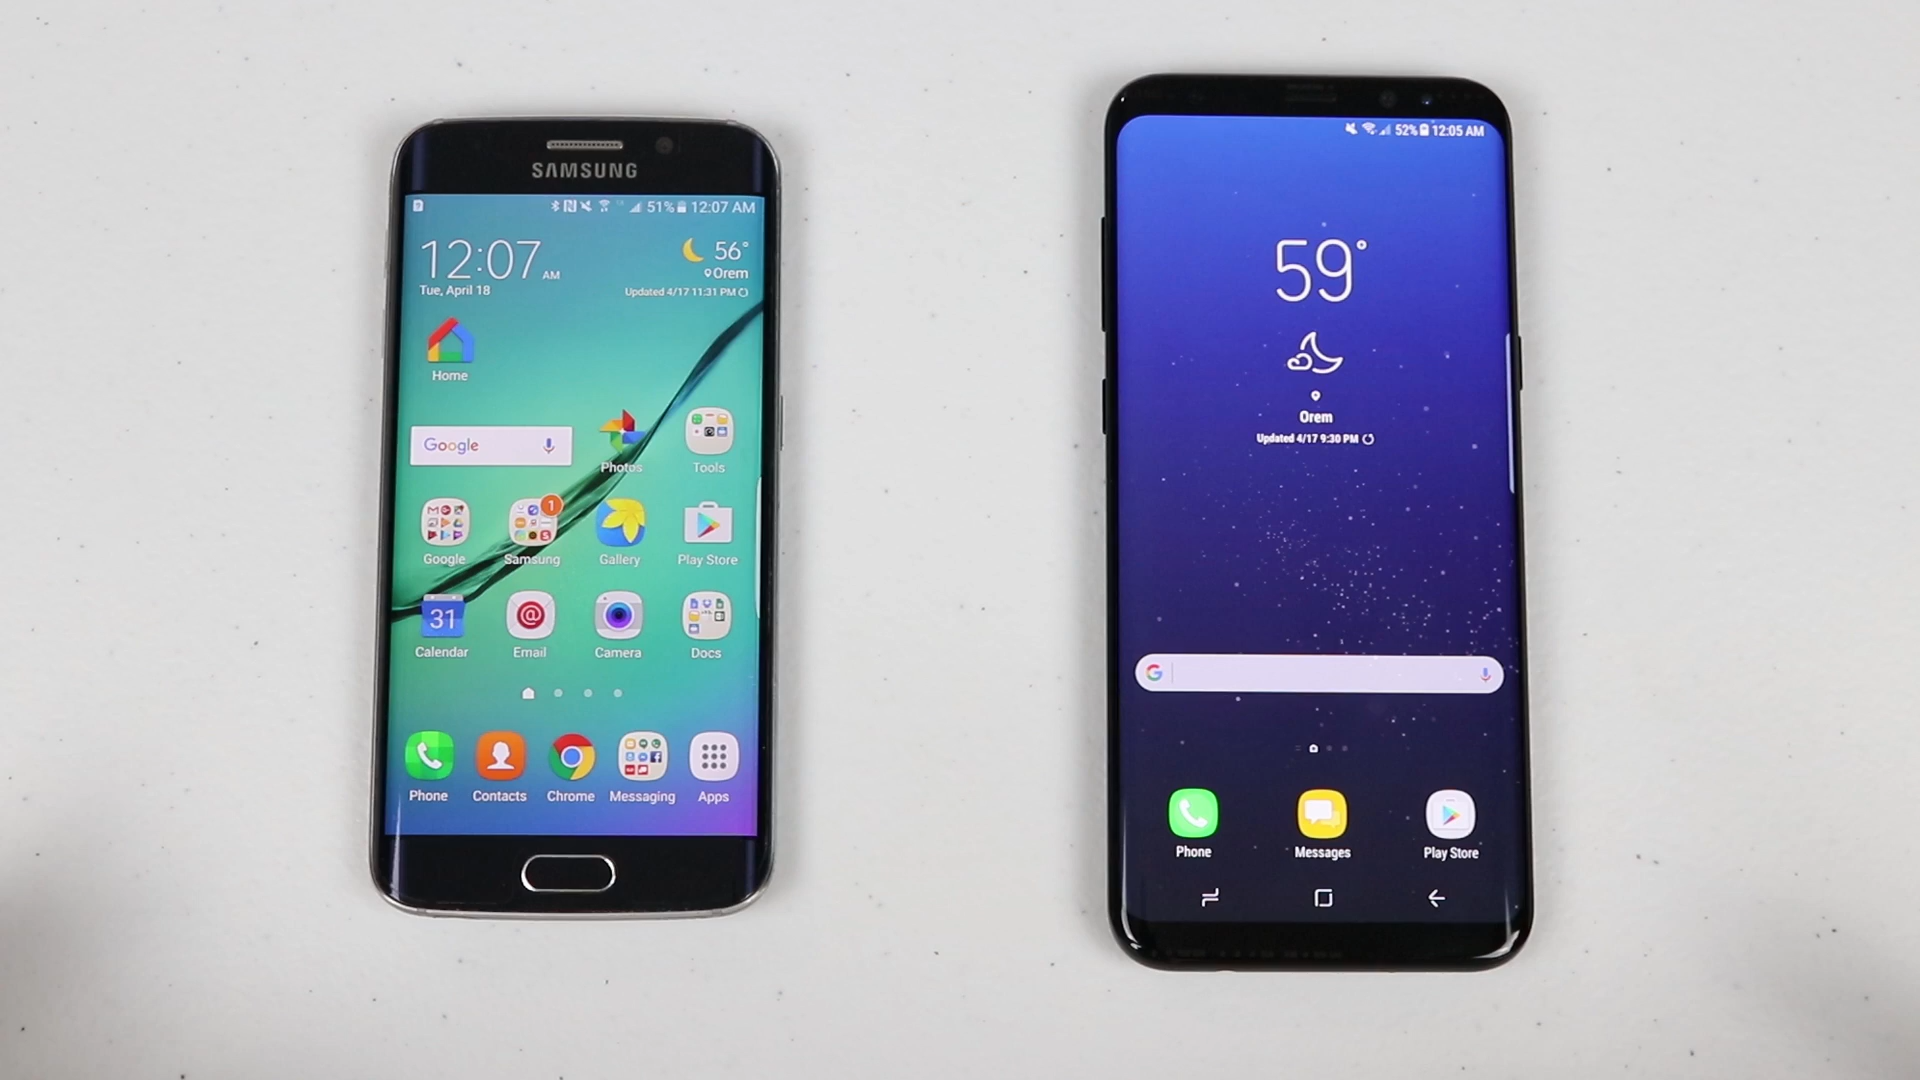 SAMSUNG
51% 12:07 AM
12:07 AM
Tue, April 18
56°
Orem
Updated 4/17 11:31 PM
Home
Google
Photos
Tools
1
Google
Samsung
Gallery
Play Store
31
@
Calendar
Email
Camera
Docs
Phone
Contacts
Chrome
Messaging
Apps
52% 12:05 AM
59°
Orem
Updated 4/17 9:30 PM
G
Phone
Messages
Play Store